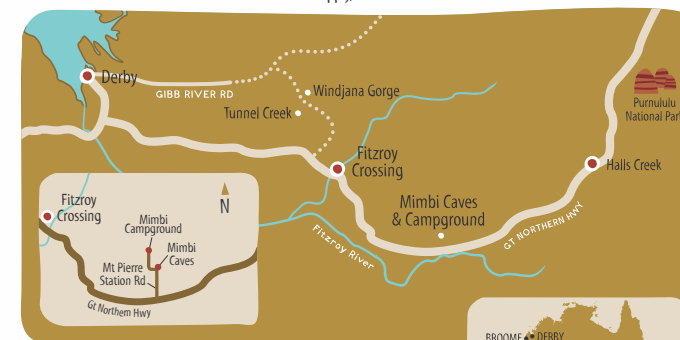 Derby
GIBB RIVER RD
Windjana Gorge
Tunnel Creek
Purnululu
National Park
Fitzroy
Crossing
Halls Creek
Mimbi Caves
& Campground
GT NORTHERN HWY
Fitzroy River
Fitzroy
Crossing
N
Mimbi
Campground
Mimbi
Caves
Mt Pierre
Station Rd
Gt Northern Hwy
BROOME
DERBY